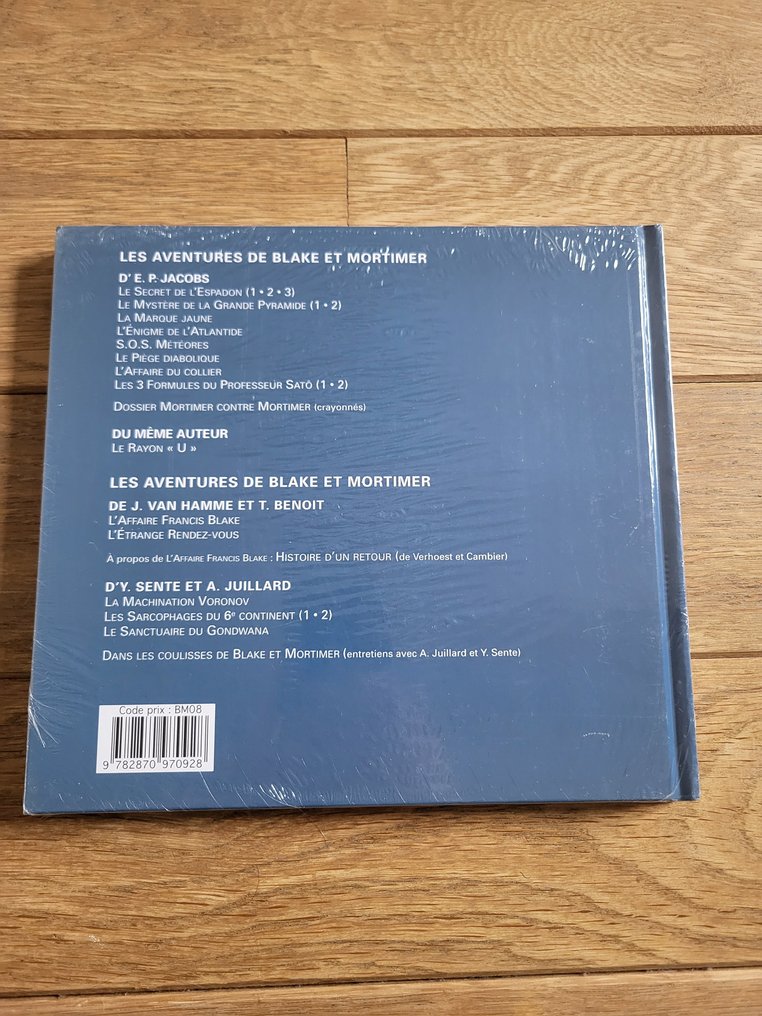 LES AVENTURES DE BLAKE ET MORTIMER
D' E. P. JACOBS
LE SECRET DE L'ESPADON (1 • 2 • 3)
LE MYSTÈRE DE LA GRANDE PYRAMIDE (1 • 2)
LA MARQUE JAUNE
L'ÉNIGME DE L'ATLANTIDE
S.O.S. MÉTÉORES
LE PIÈGE DIABOLIQUE
L'AFFAIRE DU COLLIER
LES 3 FORMULES DU PROFESSEUR SATÔ (1 • 2)
DOSSIER MORTIMER CONTRE MORTIMER (crayonnés)
DU MÊME AUTEUR
LE RAYON « U »
LES AVENTURES DE BLAKE ET MORTIMER
DE J. VAN HAMME ET T. BENOIT
L'AFFAIRE FRANCIS BLAKE
L'ÉTRANGE RENDEZ-VOUS
À PROPOS DE L'AFFAIRE FRANCIS BLAKE : HISTOIRE D'UN RETOUR (de Verhoest et Cambier)
D'Y. SENTE ET A. JUILLARD
LA MACHINATION VORONOV
LES SARCOPHAGES DU 6e CONTINENT (1 • 2)
LE SANCTUAIRE DU GONDWANA
DANS LES COULISSES DE BLAKE ET MORTIMER (entretiens avec A. Juillard et Y. Sente)
Code prix : BM08
9 782870 970928